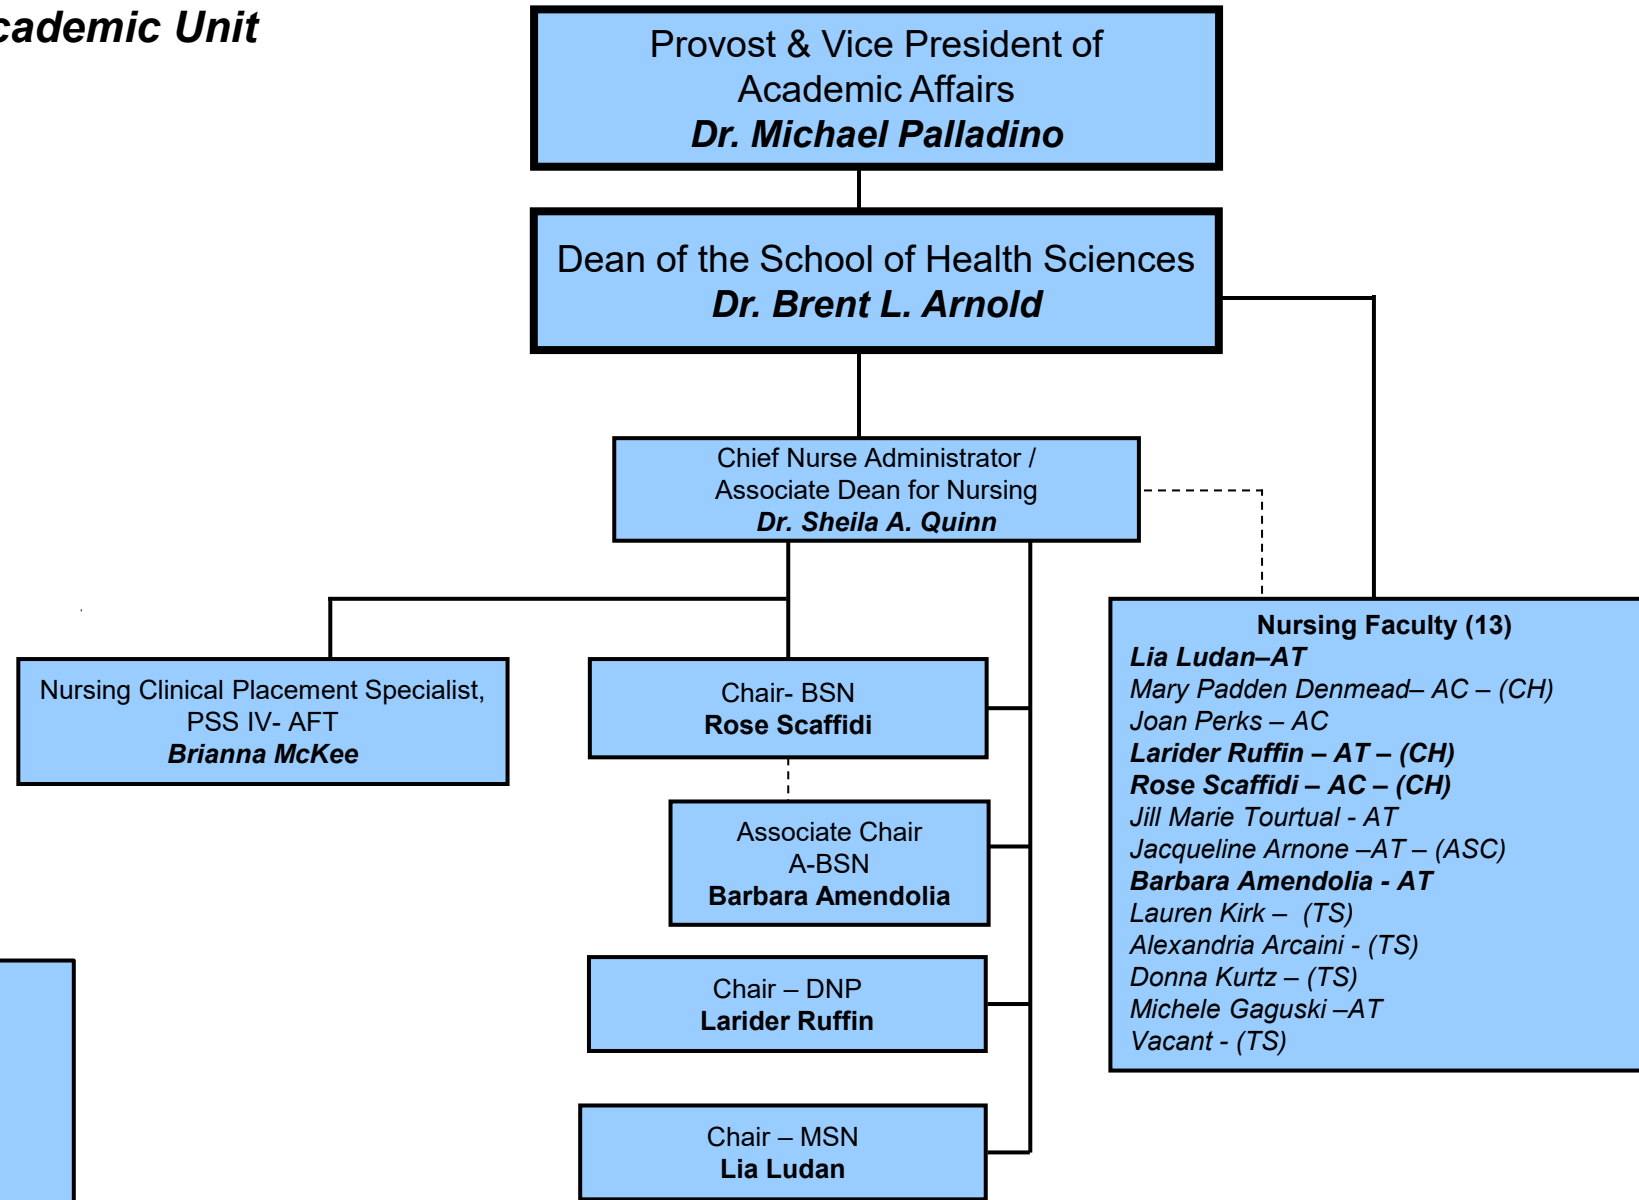 cademic Unit
Provost & Vice President of
Academic Affairs
Dr. Michael Palladino
Dean of the School of Health Sciences
Dr. Brent L. Arnold
Chief Nurse Administrator /
Associate Dean for Nursing
Dr. Sheila A. Quinn
Nursing Clinical Placement Specialist,
PSS IV- AFT
Brianna McKee
Chair- BSN
Rose Scaffidi
Associate Chair
A-BSN
Barbara Amendolia
Chair – DNP
Larider Ruffin
Chair – MSN
Lia Ludan
Nursing Faculty (13)
Lia Ludan–AT
Mary Padden Denmead– AC – (CH)
Joan Perks – AC
Larider Ruffin – AT – (CH)
Rose Scaffidi – AC – (CH)
Jill Marie Tourtual - AT
Jacqueline Arnone –AT – (ASC)
Barbara Amendolia - AT
Lauren Kirk –  (TS)
Alexandria Arcaini - (TS)
Donna Kurtz – (TS)
Michele Gaguski –AT
Vacant - (TS)